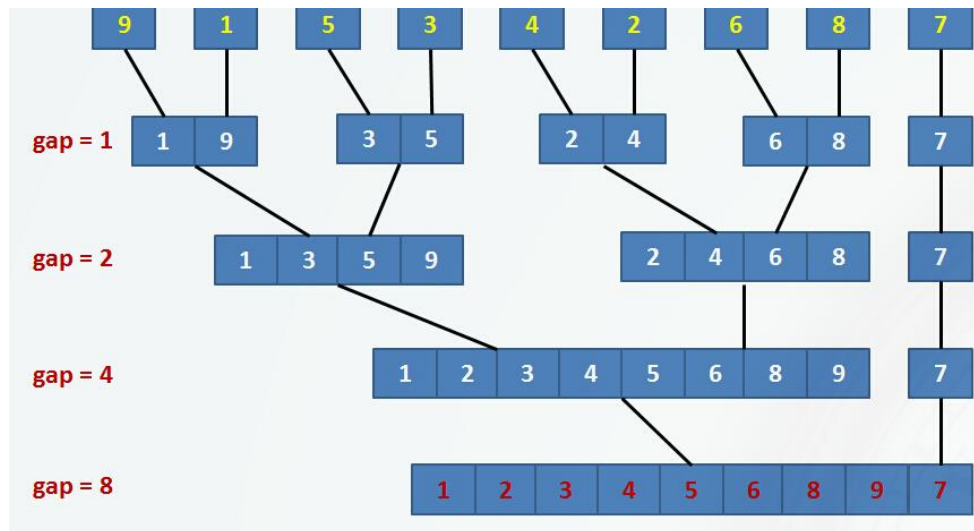 9 1 5 3 4 2 6 8 7
gap = 1 1 9 3 5 2 4 6 8 7
gap = 2 1 3 5 9 2 4 6 8 7
gap = 4 1 2 3 4 5 6 8 9 7
gap = 8 1 2 3 4 5 6 8 9 7